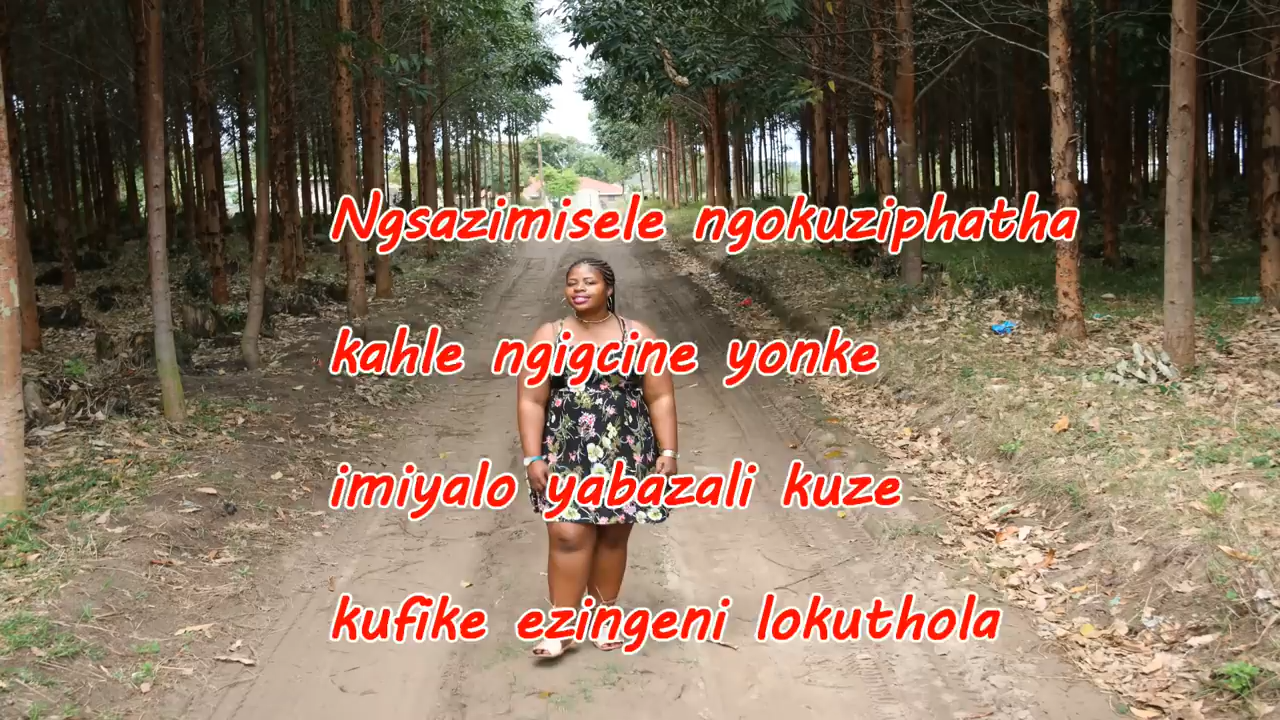 Ngsazimisele ngokuziphatha
kahle ngigcine yonke
imiyalo yabazali kuze
kufike ezingeni lokuthola